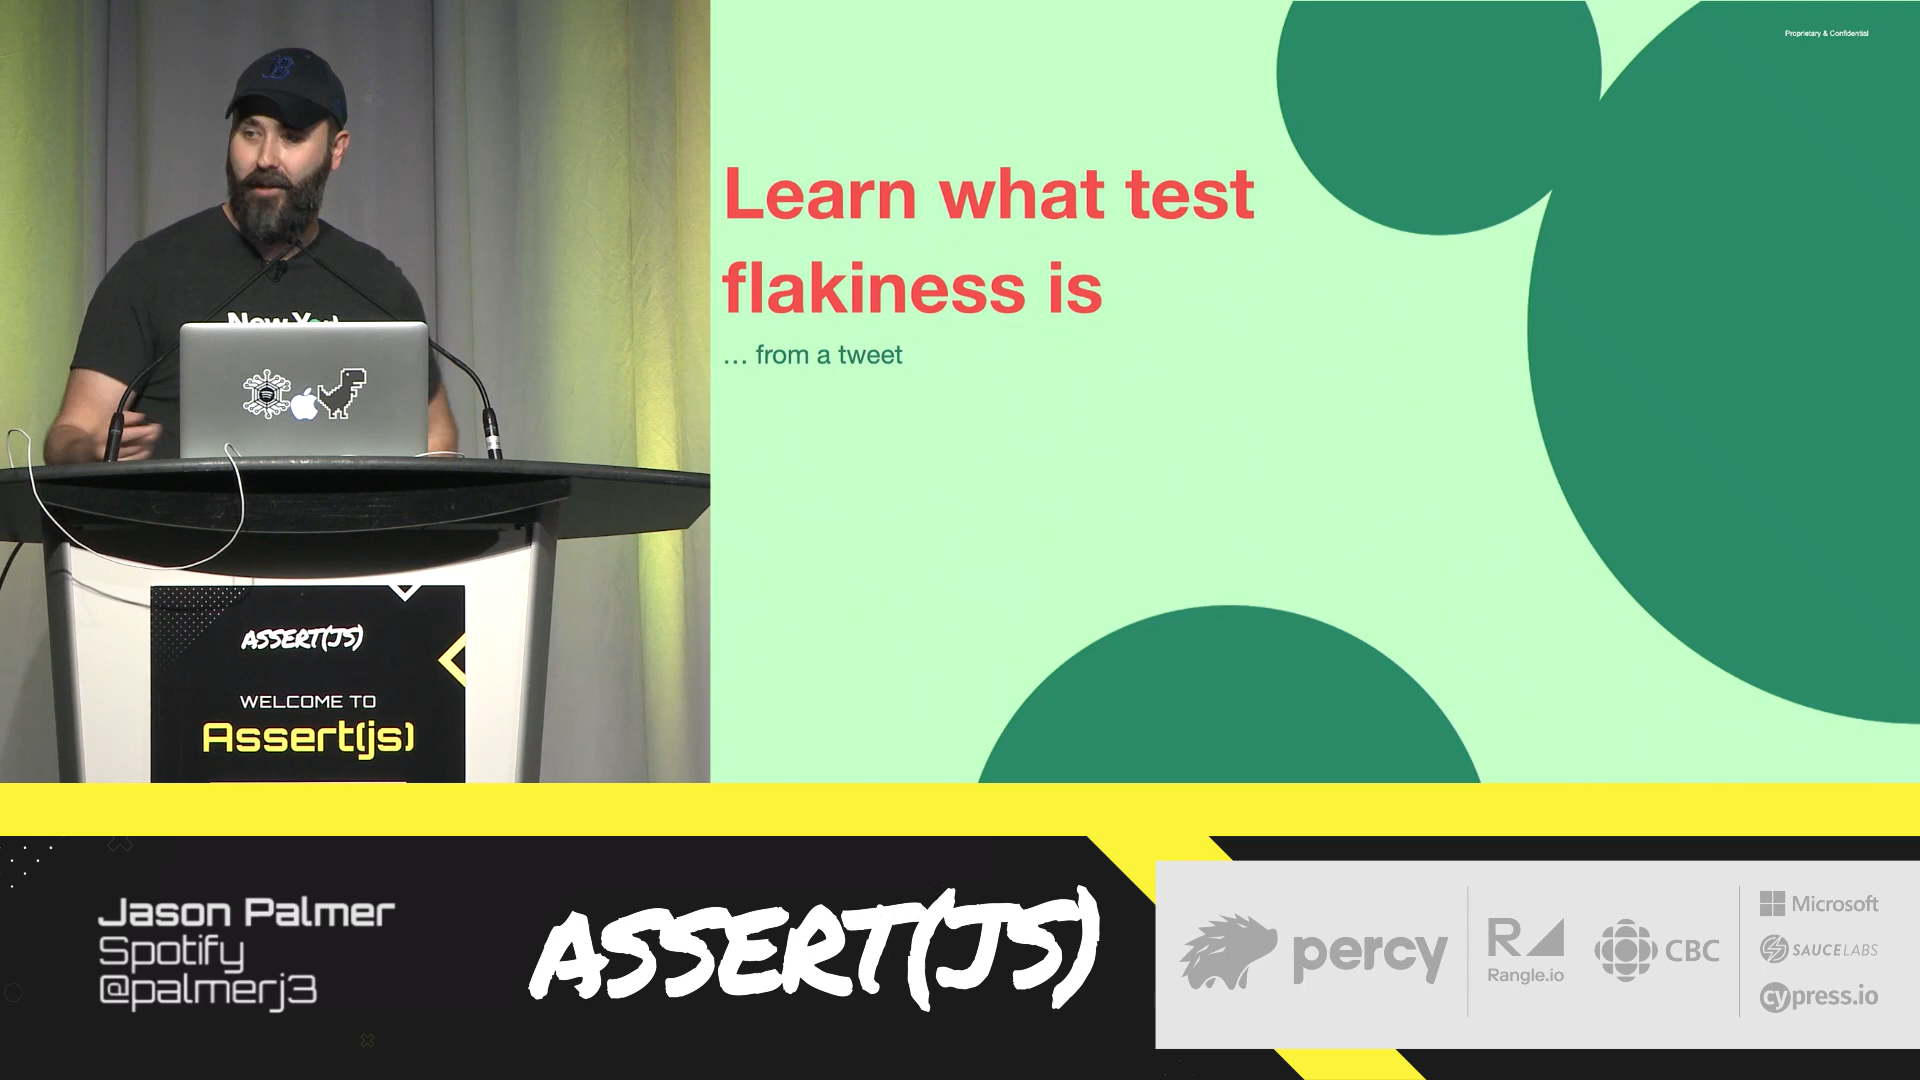 Proprietary & Confidential
Learn what test
flakiness is
... from a tweet
ASSERT(JS)
WELCOME TO
Assert(js)
Jason Palmer
Spotify
@palmerj3
ASSERT(JS)
percy
R
Rangle.io
CBC
Microsoft
SAUCELABS
cypress.io